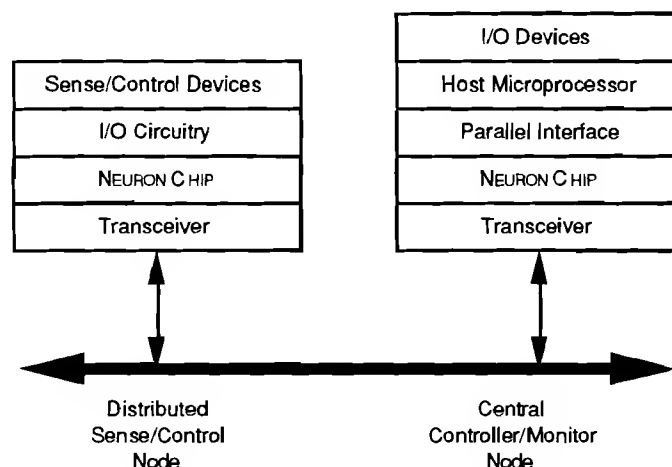 Sense/Control Devices
I/O Circuitry
NEURON CHIP
Transceiver
I/O Devices
Host Microprocessor
Parallel Interface
NEURON CHIP
Transceiver
Distributed
Sense/Control
Node
Central
Controller/Monitor
Node